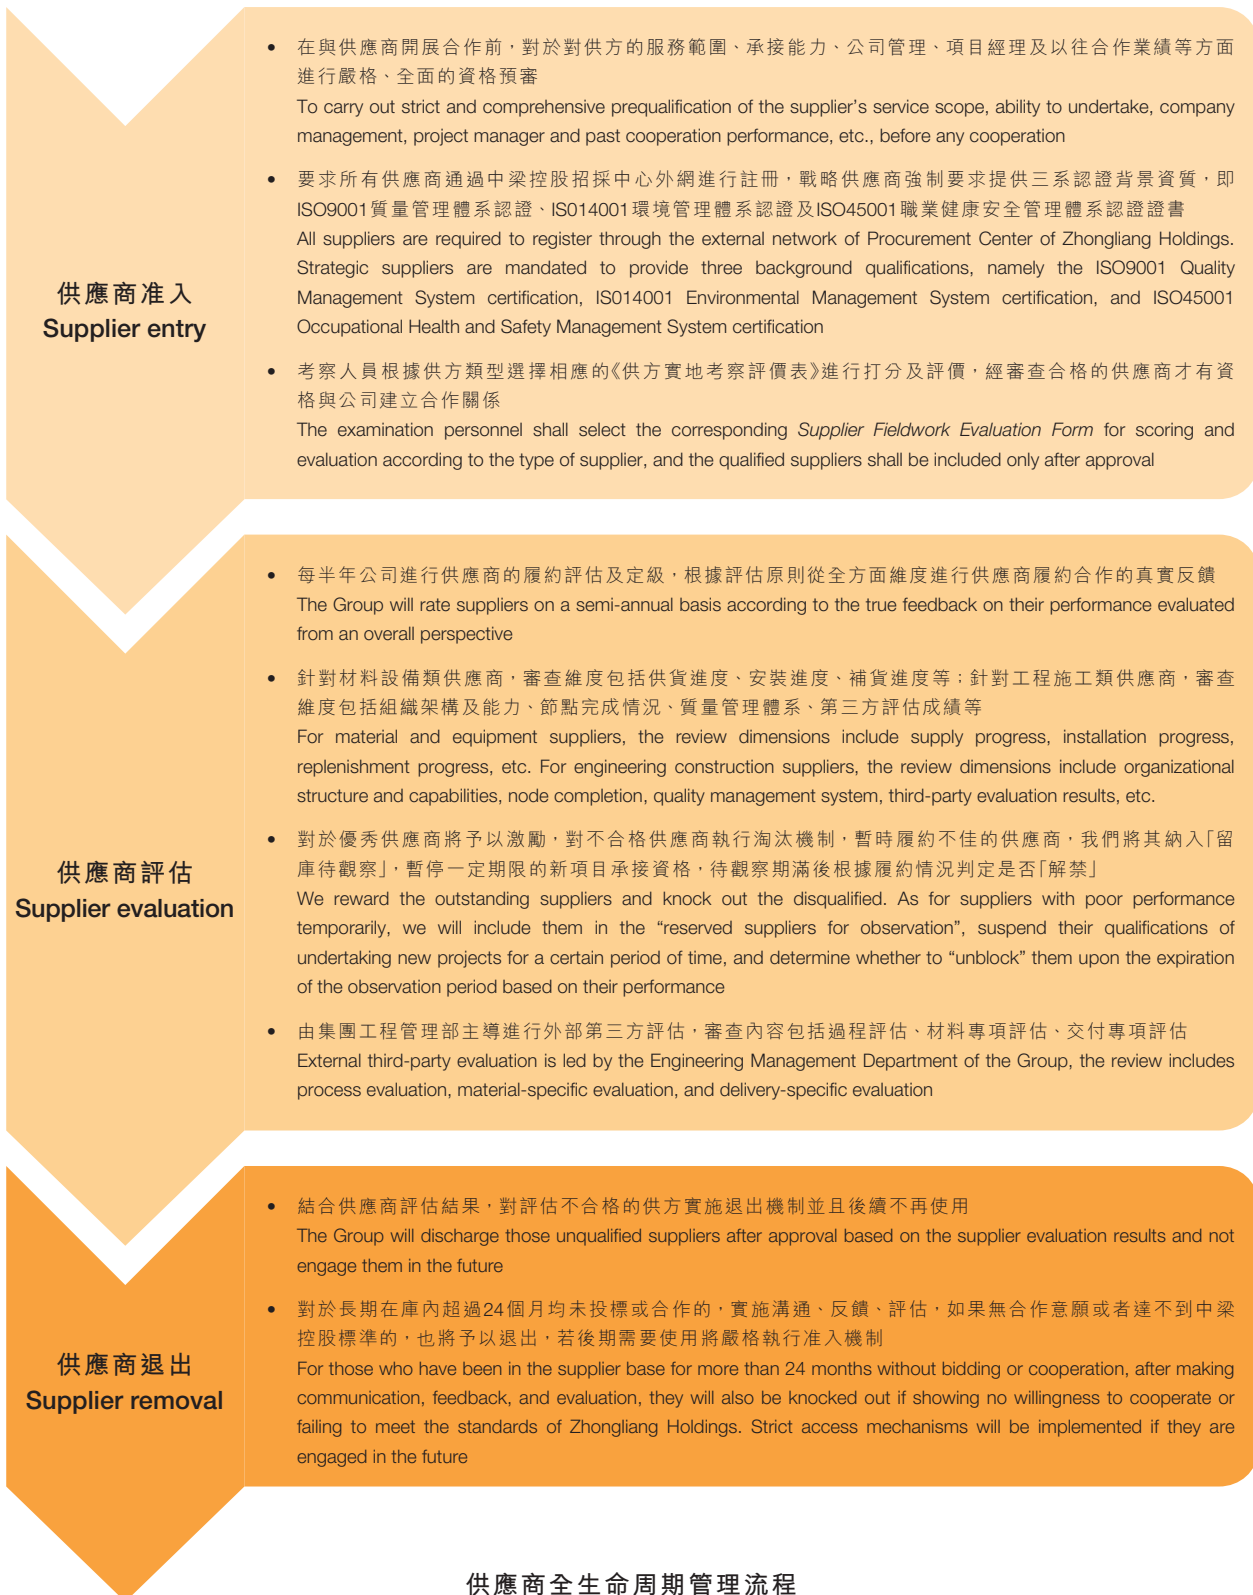 供應商准入
Supplier entry
• 在與供應商開展合作前，對於對供方的服務範圍、承接能力、公司管理、項目經理及以往合作業績等方面
進行嚴格、全面的資格預審
To carry out strict and comprehensive prequalification of the supplier’s service scope, ability to undertake, company
management, project manager and past cooperation performance, etc., before any cooperation
• 要求所有供應商通過中梁控股招採中心外網進行註冊，戰略供應商強制要求提供三系認證背景資質，即
ISO9001質量管理體系認證、IS014001環境管理體系認證及ISO45001職業健康安全管理體系認證證書
All suppliers are required to register through the external network of Procurement Center of Zhongliang Holdings.
Strategic suppliers are mandated to provide three background qualifications, namely the ISO9001 Quality
Management System certification, IS014001 Environmental Management System certification, and ISO45001
Occupational Health and Safety Management System certification
• 考察人員根據供方類型選擇相應的《供方實地考察評價表》進行打分及評價，經審查合格的供應商才有資
格與公司建立合作關係
The examination personnel shall select the corresponding Supplier Fieldwork Evaluation Form for scoring and
evaluation according to the type of supplier, and the qualified suppliers shall be included only after approval
供應商評估
Supplier evaluation
• 每半年公司進行供應商的履約評估及定級，根據評估原則從全方面維度進行供應商履約合作的真實反饋
The Group will rate suppliers on a semi-annual basis according to the true feedback on their performance evaluated
from an overall perspective
• 針對材料設備類供應商，審查維度包括供貨進度、安裝進度、補貨進度等；針對工程施工類供應商，審查
維度包括組織架構及能力、節點完成情況、質量管理體系、第三方評估成績等
For material and equipment suppliers, the review dimensions include supply progress, installation progress,
replenishment progress, etc. For engineering construction suppliers, the review dimensions include organizational
structure and capabilities, node completion, quality management system, third-party evaluation results, etc.
• 對於優秀供應商將予以激勵，對不合格供應商執行淘汰機制，暫時履約不佳的供應商，我們將其納入「留
庫待觀察」，暫停一定期限的新項目承接資格，待觀察期滿後根據履約情況判定是否「解禁」
We reward the outstanding suppliers and knock out the disqualified. As for suppliers with poor performance
temporarily, we will include them in the “reserved suppliers for observation”, suspend their qualifications of
undertaking new projects for a certain period of time, and determine whether to “unblock” them upon the expiration
of the observation period based on their performance
• 由集團工程管理部主導進行外部第三方評估，審查內容包括過程評估、材料專項評估、交付專項評估
External third-party evaluation is led by the Engineering Management Department of the Group, the review includes
process evaluation, material-specific evaluation, and delivery-specific evaluation
供應商退出
Supplier removal
• 結合供應商評估結果，對評估不合格的供方實施退出機制並且後續不再使用
The Group will discharge those unqualified suppliers after approval based on the supplier evaluation results and not
engage them in the future
• 對於長期在庫內超過24個月均未投標或合作的，實施溝通、反饋、評估，如果無合作意願或者達不到中梁
控股標準的，也將予以退出，若後期需要使用將嚴格執行准入機制
For those who have been in the supplier base for more than 24 months without bidding or cooperation, after making
communication, feedback, and evaluation, they will also be knocked out if showing no willingness to cooperate or
failing to meet the standards of Zhongliang Holdings. Strict access mechanisms will be implemented if they are
engaged in the future
供應商全生命周期管理流程